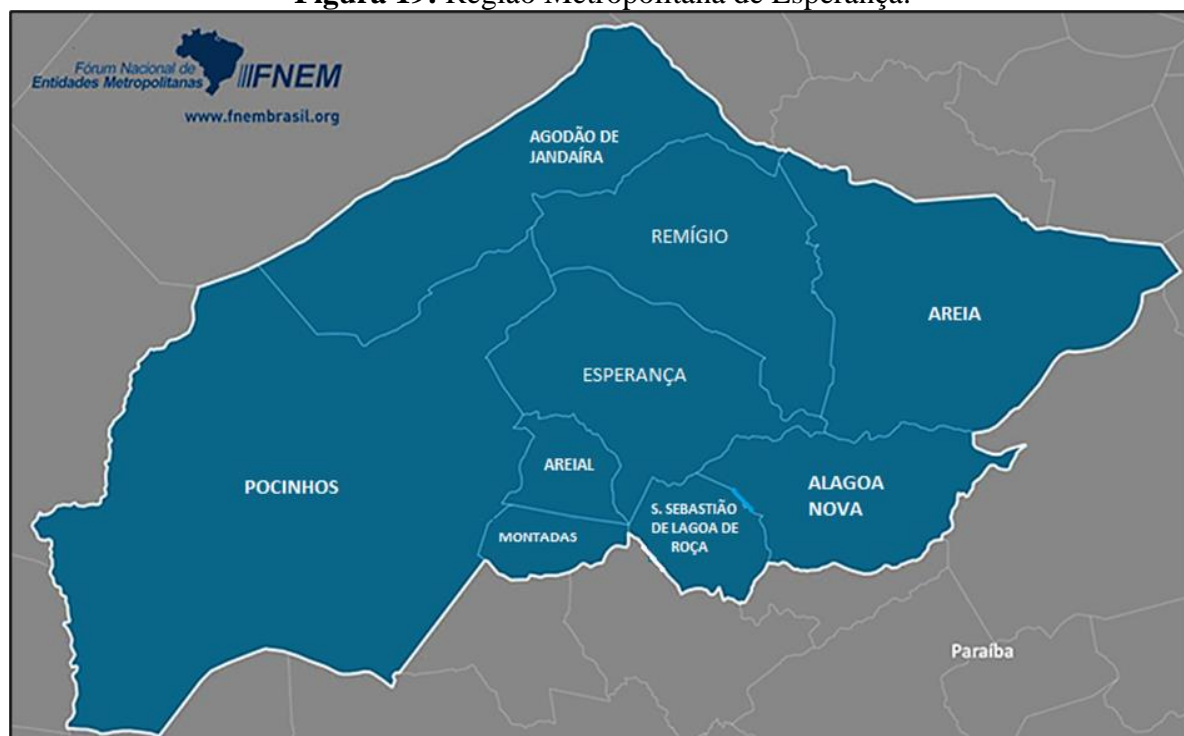 Figura 19: Região Metropolitana de Esperança.
Fórum Nacional de
Entidades Metropolitanas
FNEM
www.fnembrasil.org
AGODÃO DE
JANDAÍRA
REMÍGIO
AREIA
ESPERANÇA
AREIAL
POCINHOS
ALAGOA
NOVA
S. SEBASTIÃO
DE LAGOA DE
ROÇA
MONTADAS
Paraíba